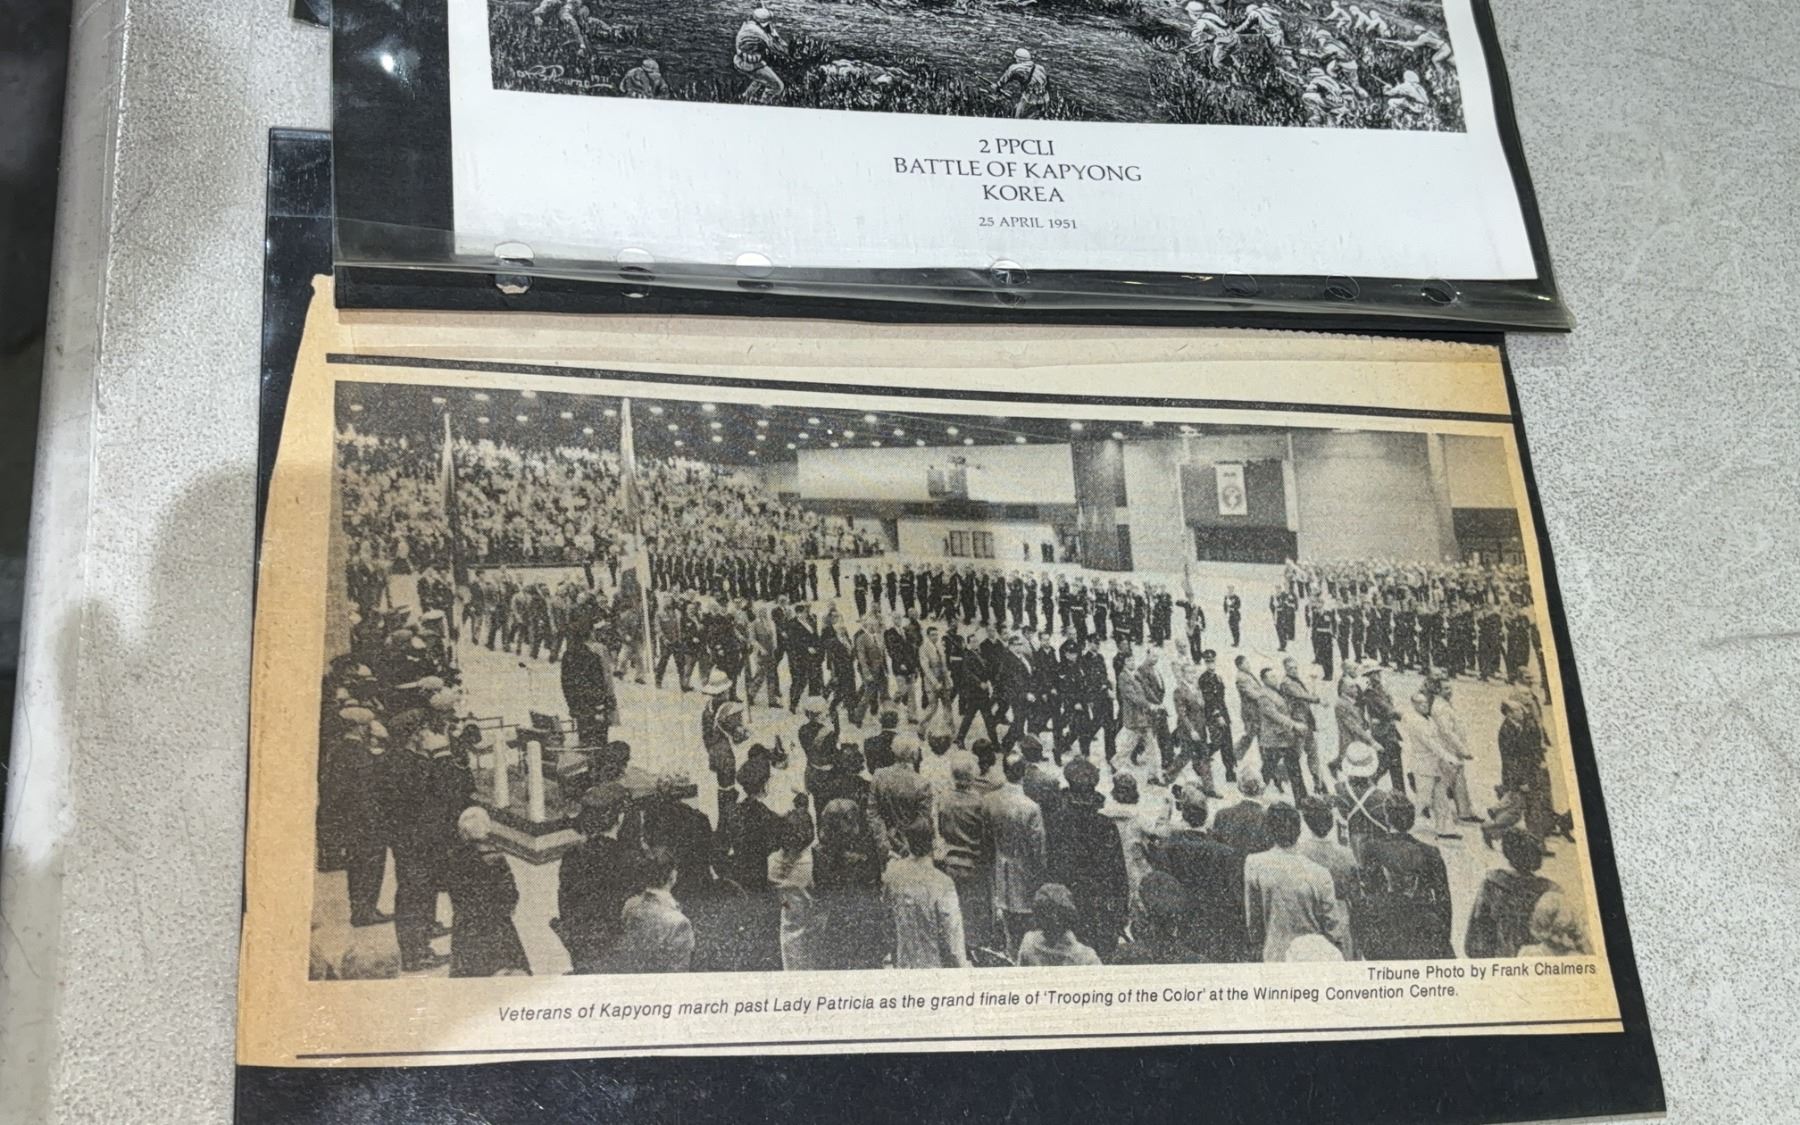 2 PPCLI
BATTLE OF KAPYONG
KOREA
25 APRIL 1951
Tribune Photo by Frank Chalmers
Veterans of Kapyong march past Lady Patricia as the grand finale of 'Trooping of the Color' at the Winnipeg Convention Centre.